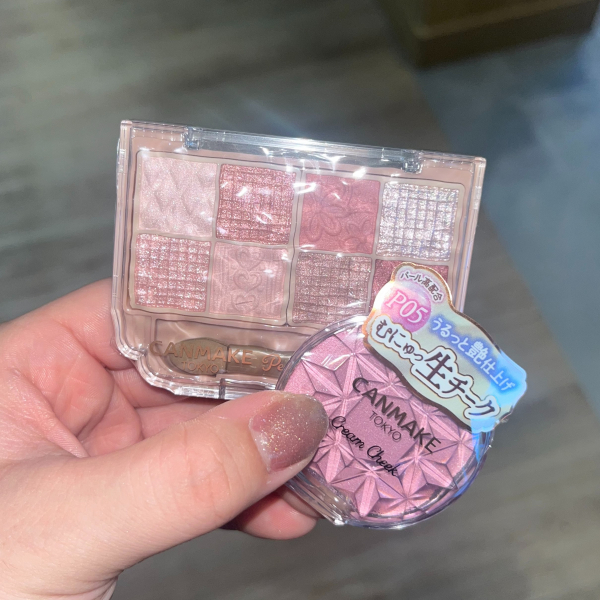 CANMAKE
パール高配合
P05
うるっと艶仕上げ
むにゅっ生チーク
CANMAKE
TOKYO
Cream Cheek